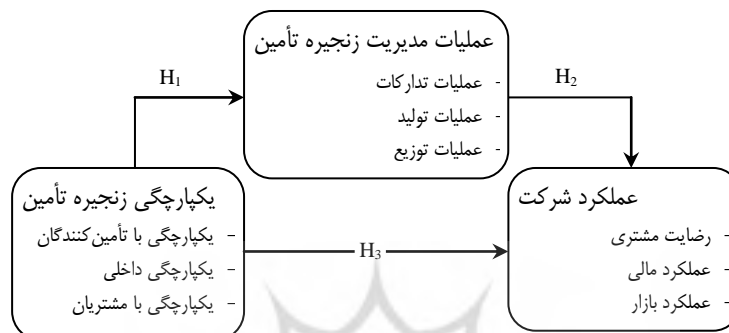 عملیات مدیریت زنجیره تأمین
- عملیات تدارکات
- عملیات تولید
- عملیات توزیع
H1
H2
یکپارچگی زنجیره تأمین
- یکپارچگی با تأمین‌کنندگان
- یکپارچگی داخلی
- یکپارچگی با مشتریان
H3
عملکرد شرکت
- رضایت مشتری
- عملکرد مالی
- عملکرد بازار